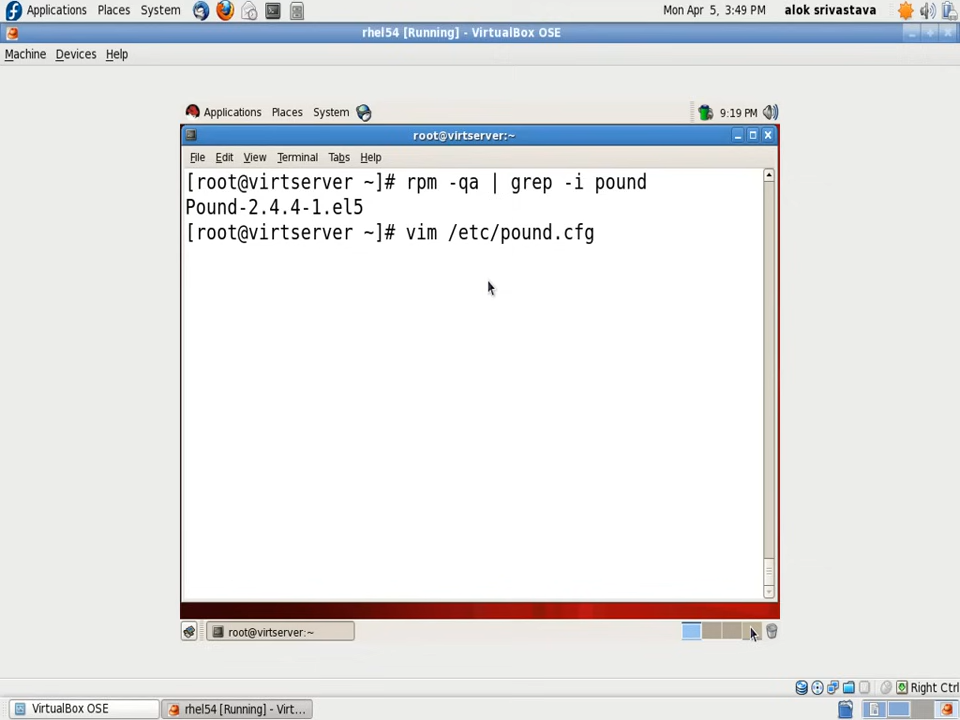 Applications Places System
Mon Apr 5, 3:49 PM alok srivastava
rhel54 [Running] - VirtualBox OSE
Machine Devices Help
Applications Places System
9:19 PM
root@virtserver:~
File Edit View Terminal Tabs Help
[root@virtserver ~]# rpm -qa | grep -i pound
Pound-2.4.4-1.el5
[root@virtserver ~]# vim /etc/pound.cfg
root@virtserver:~
Right Ctrl
VirtualBox OSE
rhel54 [Running] - Virt...